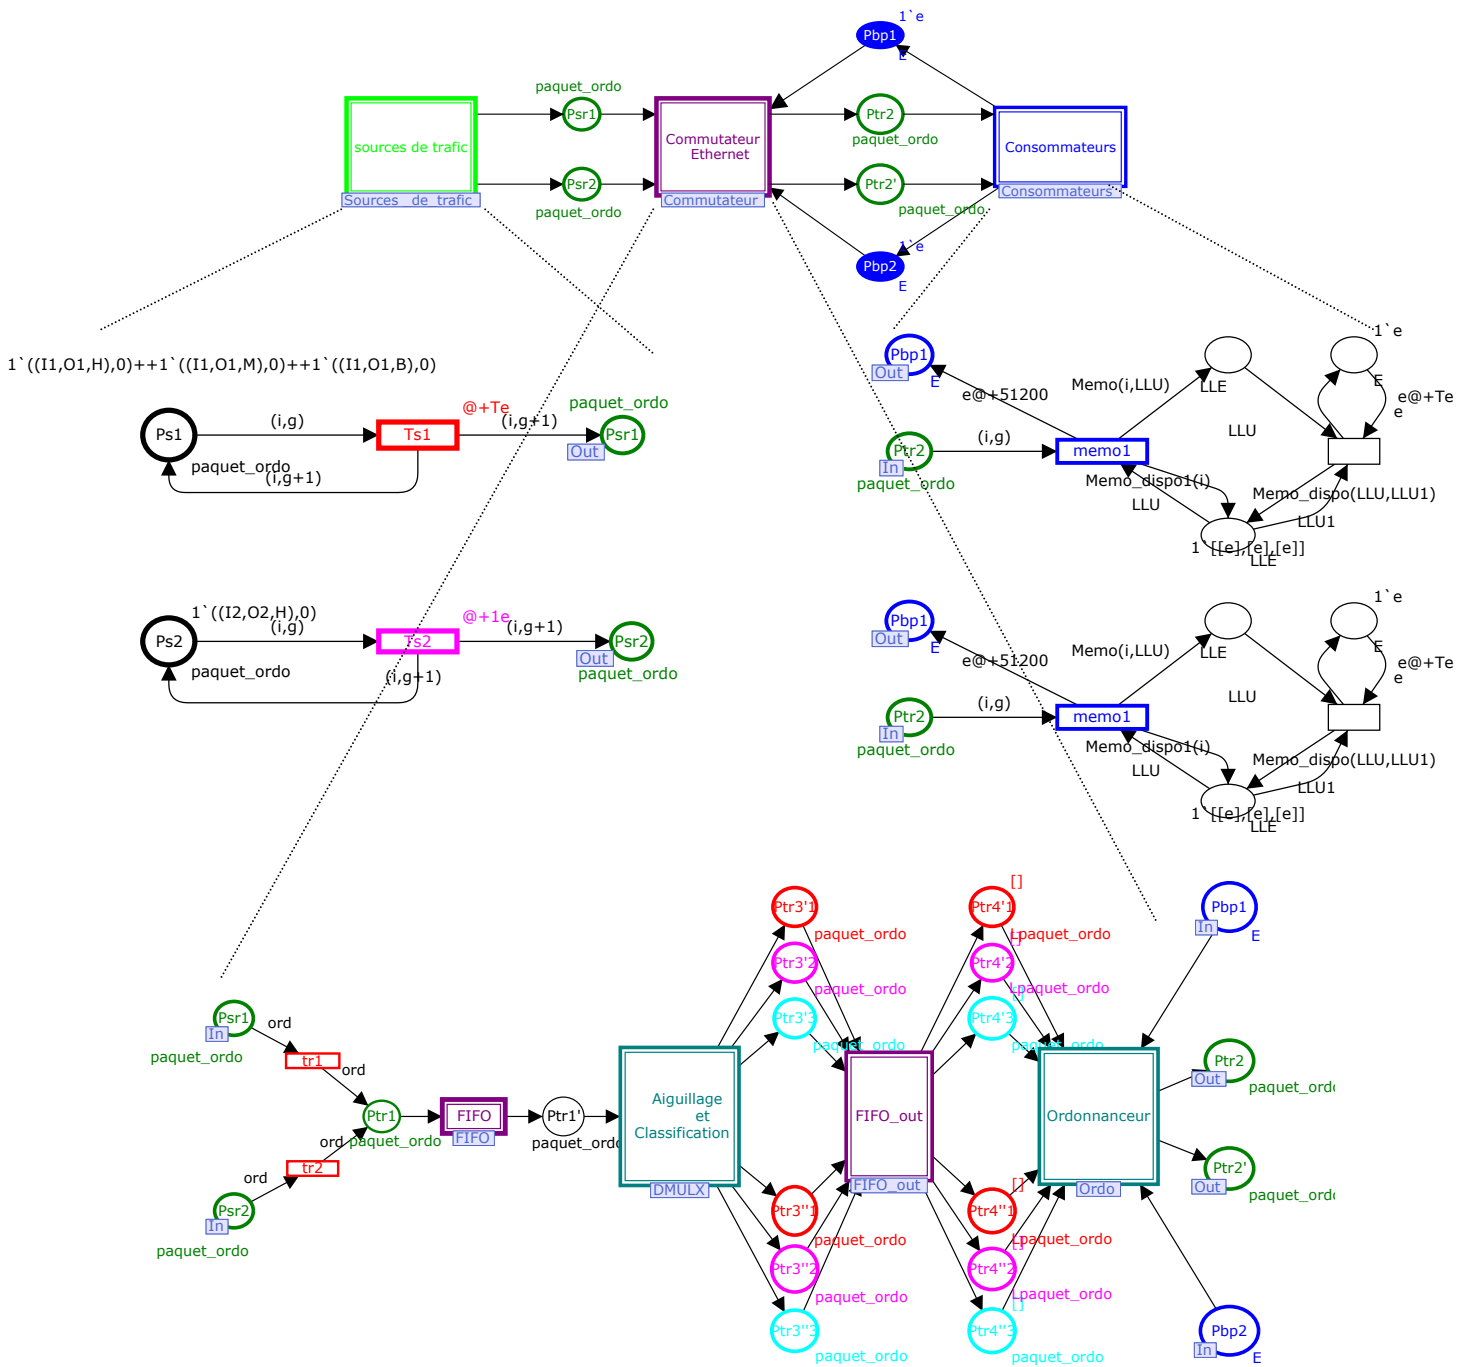 1`e
Pbp1
E
paquet_ordo
Psr1
Ptr2
paquet_ordo
sources de trafic
Sources_de_trafic
Commutateur
Ethernet
Commutateur
Consommateurs
Consommateurs
Psr2
paquet_ordo
Ptr2'
paquet_ordo
1`e
Pbp2
E
1`((I1,O1,H),0)++1`((I1,O1,M),0)++1`((I1,O1,B),0)
Ps1
paquet_ordo
(i,g)
@+Te
Ts1
(i,g+1)
(i,g+1)
paquet_ordo
Psr1
Out
Pbp1
Out
E
e@+51200
Memo(i,LLU)
LLE
1`e
E
e@+Te
e
LLU
Ptr2
In
paquet_ordo
(i,g)
memo1
Memo_dispo1(i)
LLU
Memo_dispo(LLU,LLU1)
LLU1
1`[[e],[e],[e]]
LLE
1`((I2,O2,H),0)
Ps2
paquet_ordo
(i,g)
@+1e
Ts2
(i,g+1)
(i,g+1)
Psr2
Out
paquet_ordo
Pbp1
Out
E
e@+51200
Memo(i,LLU)
LLE
1`e
E
e@+Te
e
LLU
Ptr2
In
paquet_ordo
(i,g)
memo1
Memo_dispo1(i)
LLU
Memo_dispo(LLU,LLU1)
LLU1
1`[[e],[e],[e]]
LLE
Ptr3'1
paquet_ordo
Ptr3'2
paquet_ordo
Ptr3'3
paquet_ordo
[]
Ptr4'1
Lpaquet_ordo
[]
Ptr4'2
Lpaquet_ordo
[]
Ptr4'3
paquet_ordo
Pbp1
In
E
Psr1
In
paquet_ordo
ord
tr1
ord
Ptr1
paquet_ordo
FIFO
FIFO
Ptr1'
paquet_ordo
ord
tr2
ord
Psr2
In
paquet_ordo
Aiguillage
et
Classification
DMULX
FIFO_out
FIFO_out
Ordonnanceur
Ordo
Ptr2
Out
paquet_ordo
Ptr2'
Out
paquet_ordo
Ptr3''1
paquet_ordo
Ptr3''2
paquet_ordo
Ptr3''3
paquet_ordo
[]
Ptr4''1
Lpaquet_ordo
[]
Ptr4''2
Lpaquet_ordo
[]
Ptr4''3
paquet_ordo
Pbp2
In
E